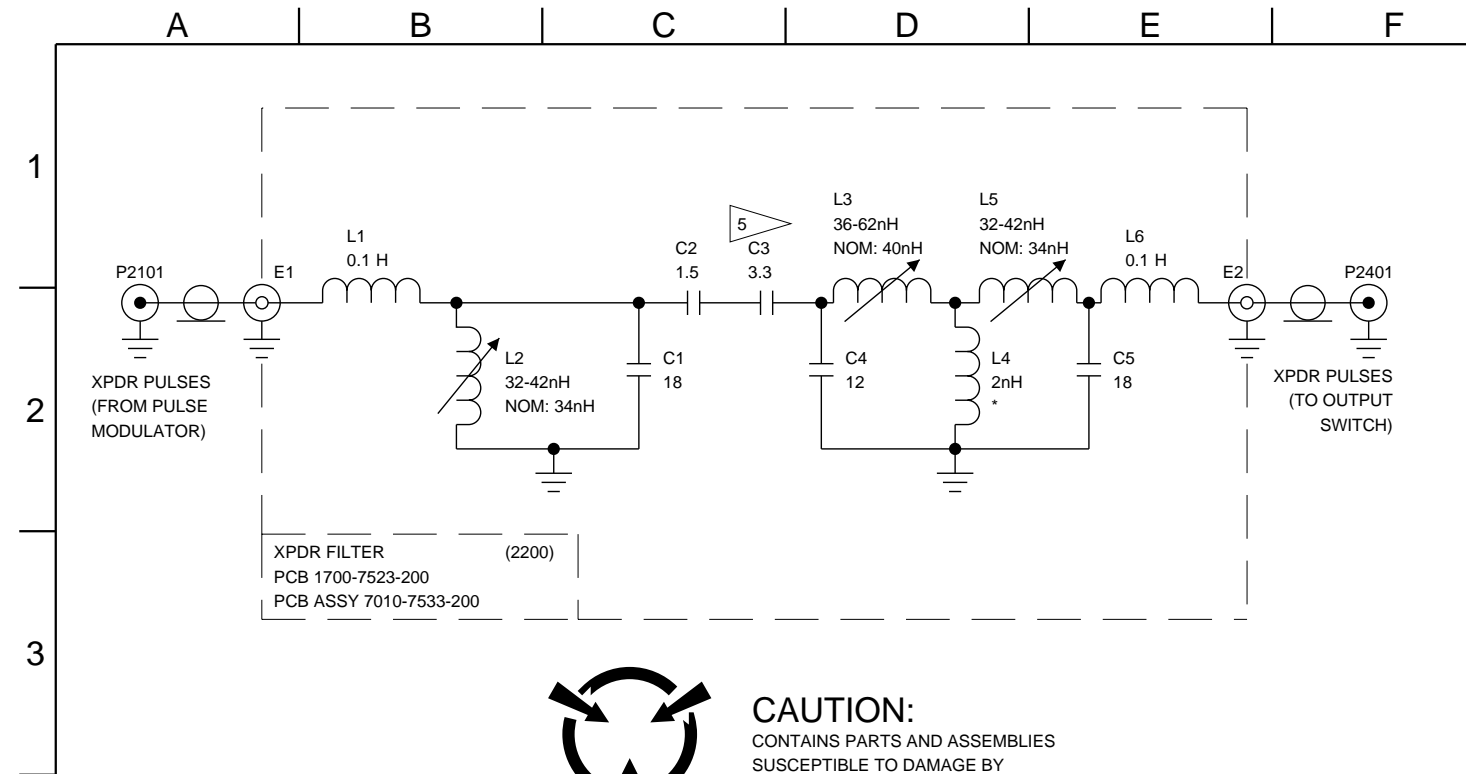 A B C D E F
1
L3
36-62nH
NOM: 40nH
L5
32-42nH
NOM: 34nH
5
L1
0.1 H
C2
1.5
C3
3.3
L6
0.1 H
P2101
E1
E2
P2401
L2
32-42nH
NOM: 34nH
C1
18
C4
12
L4
2nH
*
C5
18
2
XPDR PULSES
(FROM PULSE
MODULATOR)
XPDR PULSES
(TO OUTPUT
SWITCH)
XPDR FILTER (2200)
PCB 1700-7523-200
PCB ASSY 7010-7533-200
3
CAUTION:
CONTAINS PARTS AND ASSEMBLIES
SUSCEPTIBLE TO DAMAGE BY